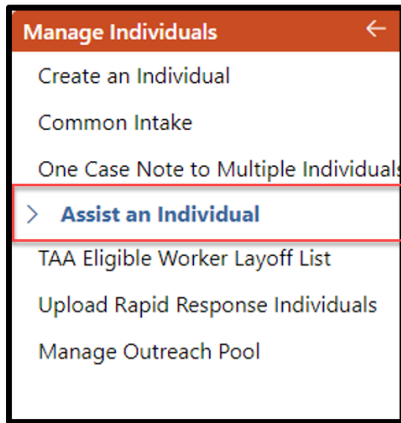 Manage Individuals
Create an Individual
Common Intake
One Case Note to Multiple Individuals
Assist an Individual
TAA Eligible Worker Layoff List
Upload Rapid Response Individuals
Manage Outreach Pool